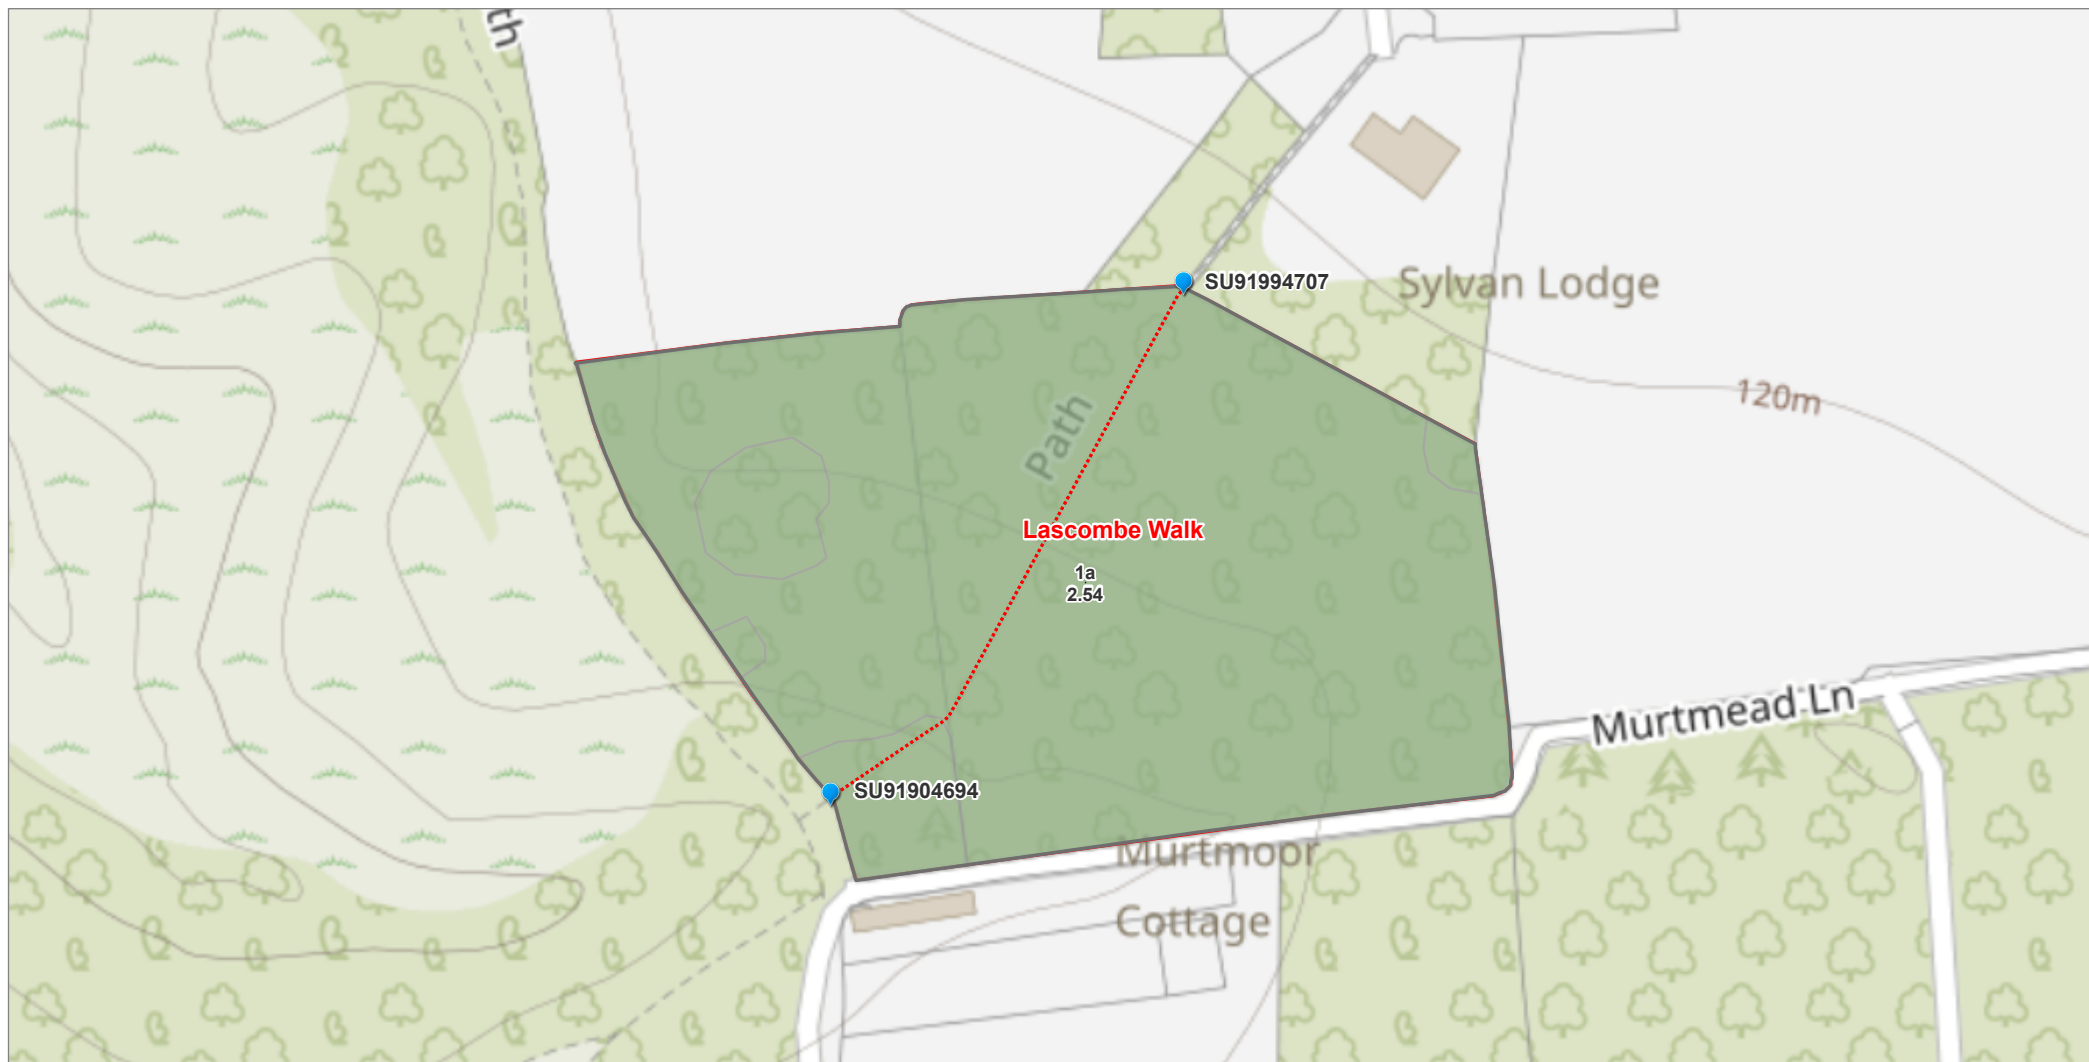 th
SU91994707
Sylvan Lodge
120m
Path
Lascombe Walk
1a
2.54
Murtmead Ln
SU91904694
Murtmoor
Cottage